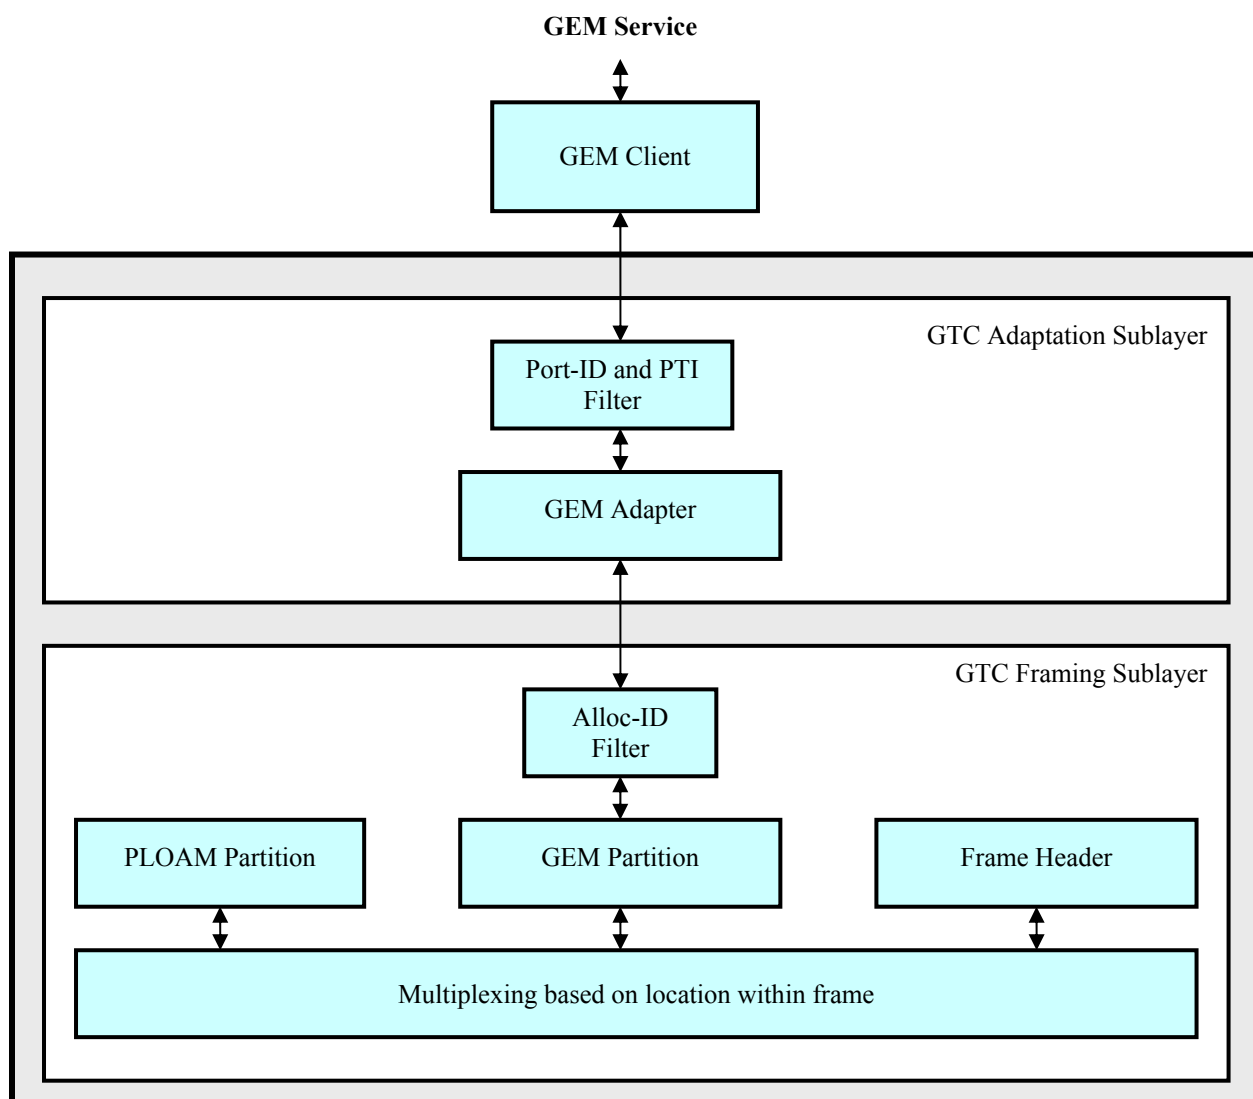 GEM Service
GEM Client
GTC Adaptation Sublayer
Port-ID and PTI
Filter
GEM Adapter
GTC Framing Sublayer
Alloc-ID
Filter
PLOAM Partition
GEM Partition
Frame Header
Multiplexing based on location within frame